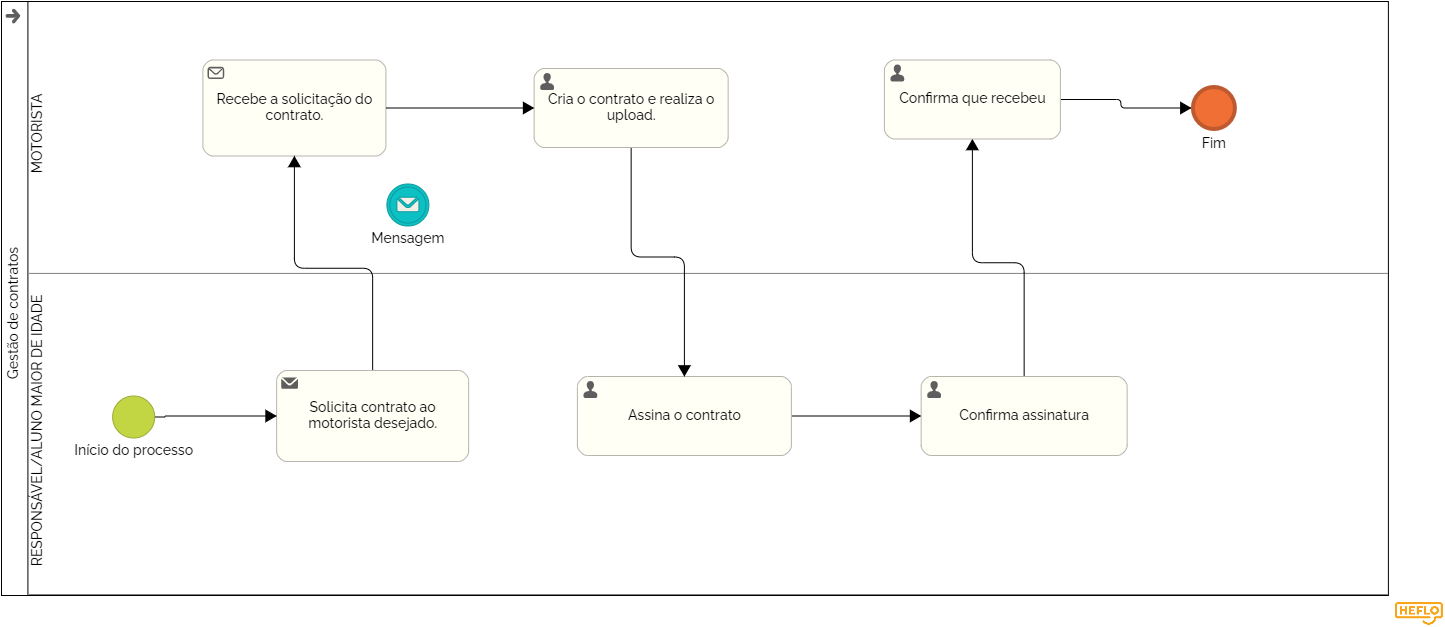 Gestão de contratos
MOTORISTA
Recebe a solicitação do
contrato.
Cria o contrato e realiza o
upload.
Confirma que recebeu
Fim
Mensagem
RESPONSÁVEL/ALUNO MAIOR DE IDADE
Início do processo
Solicita contrato ao
motorista desejado.
Assina o contrato
Confirma assinatura
HEFLO